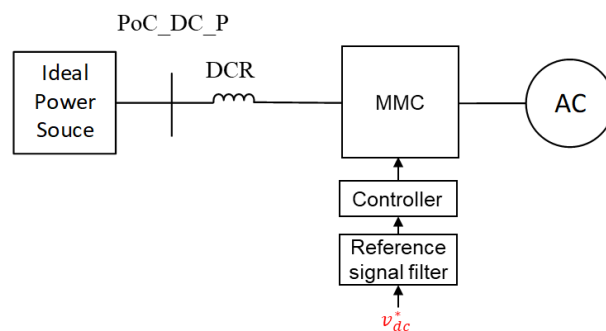 PoC_DC_P
Ideal
Power
Souce
DCR
MMC
AC
Controller
Reference
signal filter
v*dc